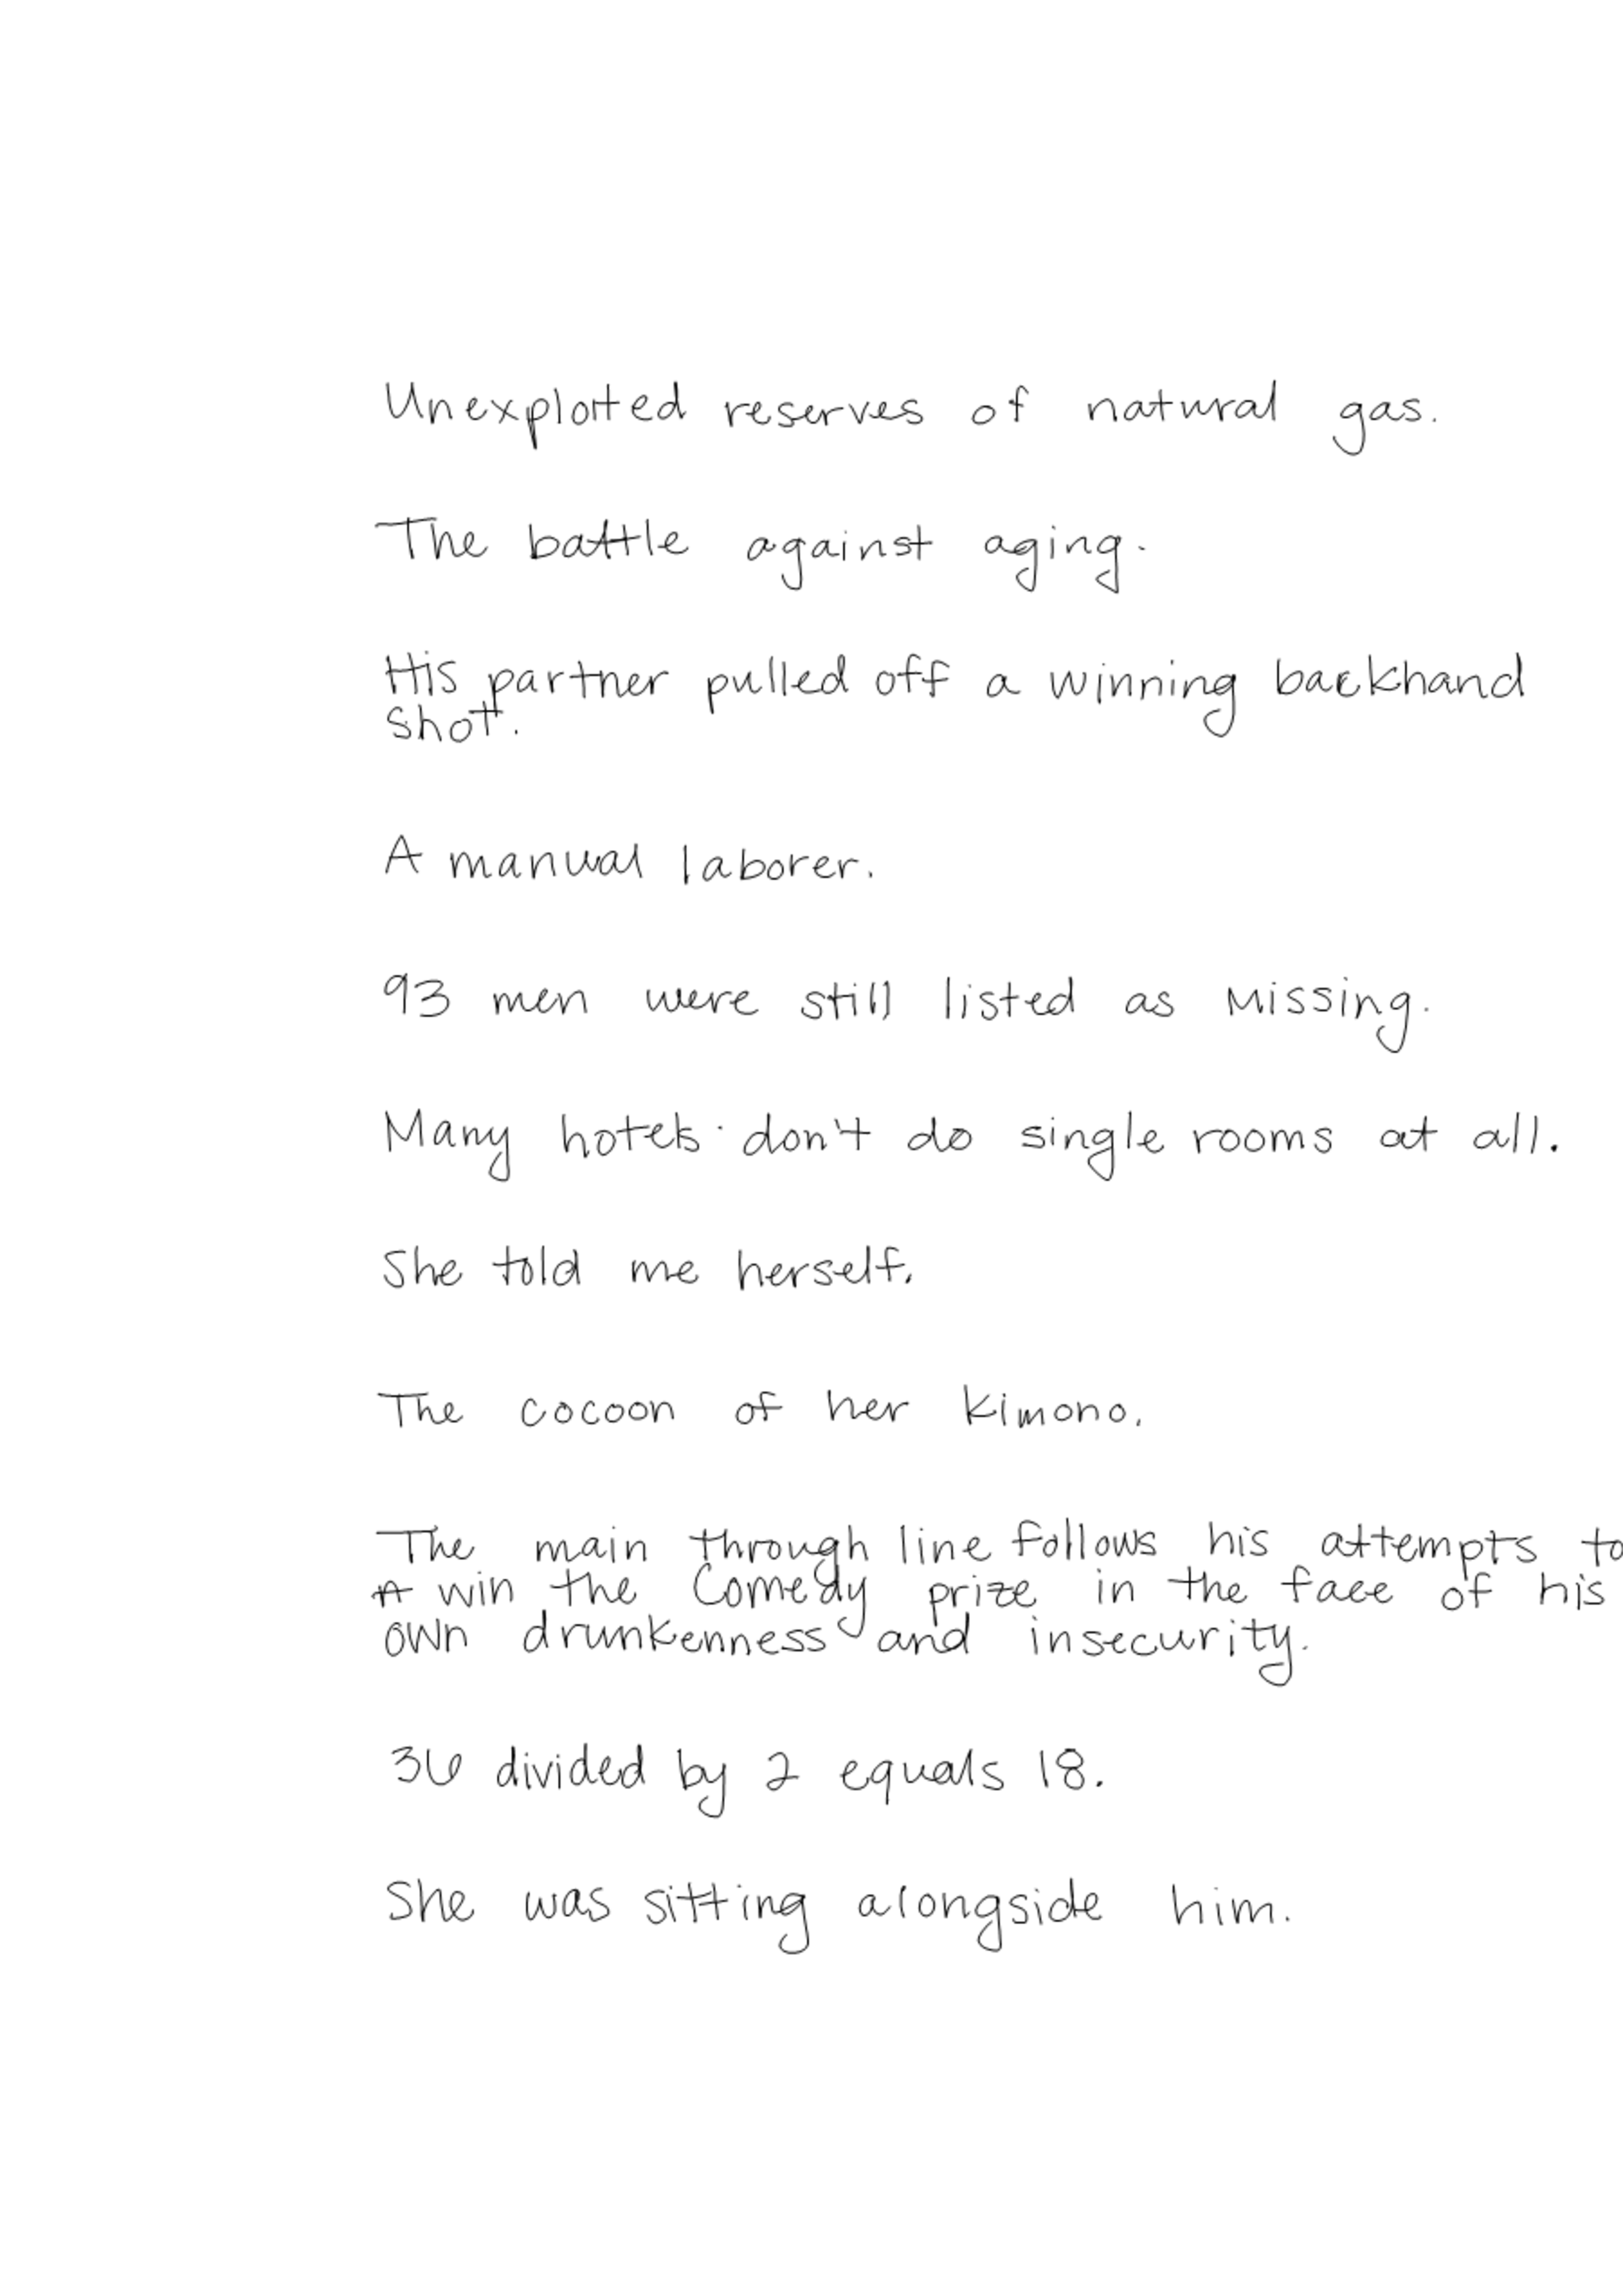 Unexploited reserves of natural gas.
The battle against aging.
His partner pulled off a winning backhand
shot.
A manual laborer.
93 men were still listed as missing.
Many hotels don't do single rooms at all.
She told me herself.
The cocoon of her kimono.
The main through line follows his attempts to
win the Comedy prize in the face of his
own drunkenness and insecurity.
36 divided by 2 equals 18.
She was sitting alongside him.